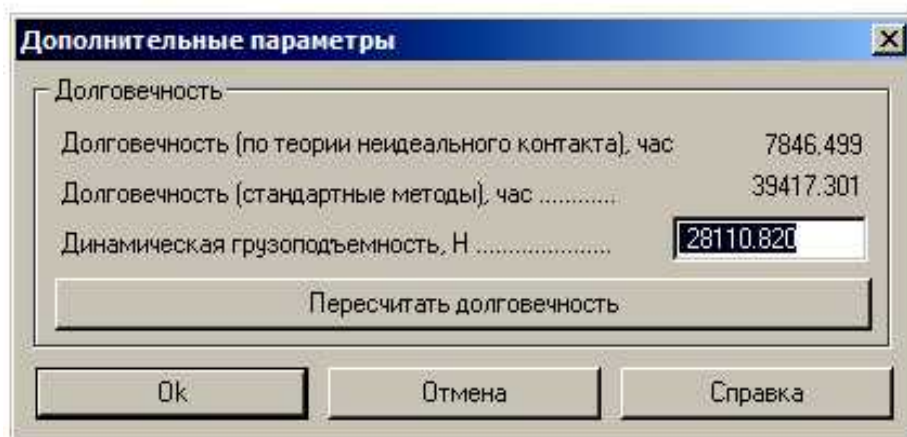 Дополнительные параметры
Долговечность
Долговечность (по теории неидеального контакта), час 7846.499
Долговечность (стандартные методы), час ............ 39417.301
Динамическая грузоподъемность, Н ...................... 28110.820
Пересчитать долговечность
Ok Отмена Справка